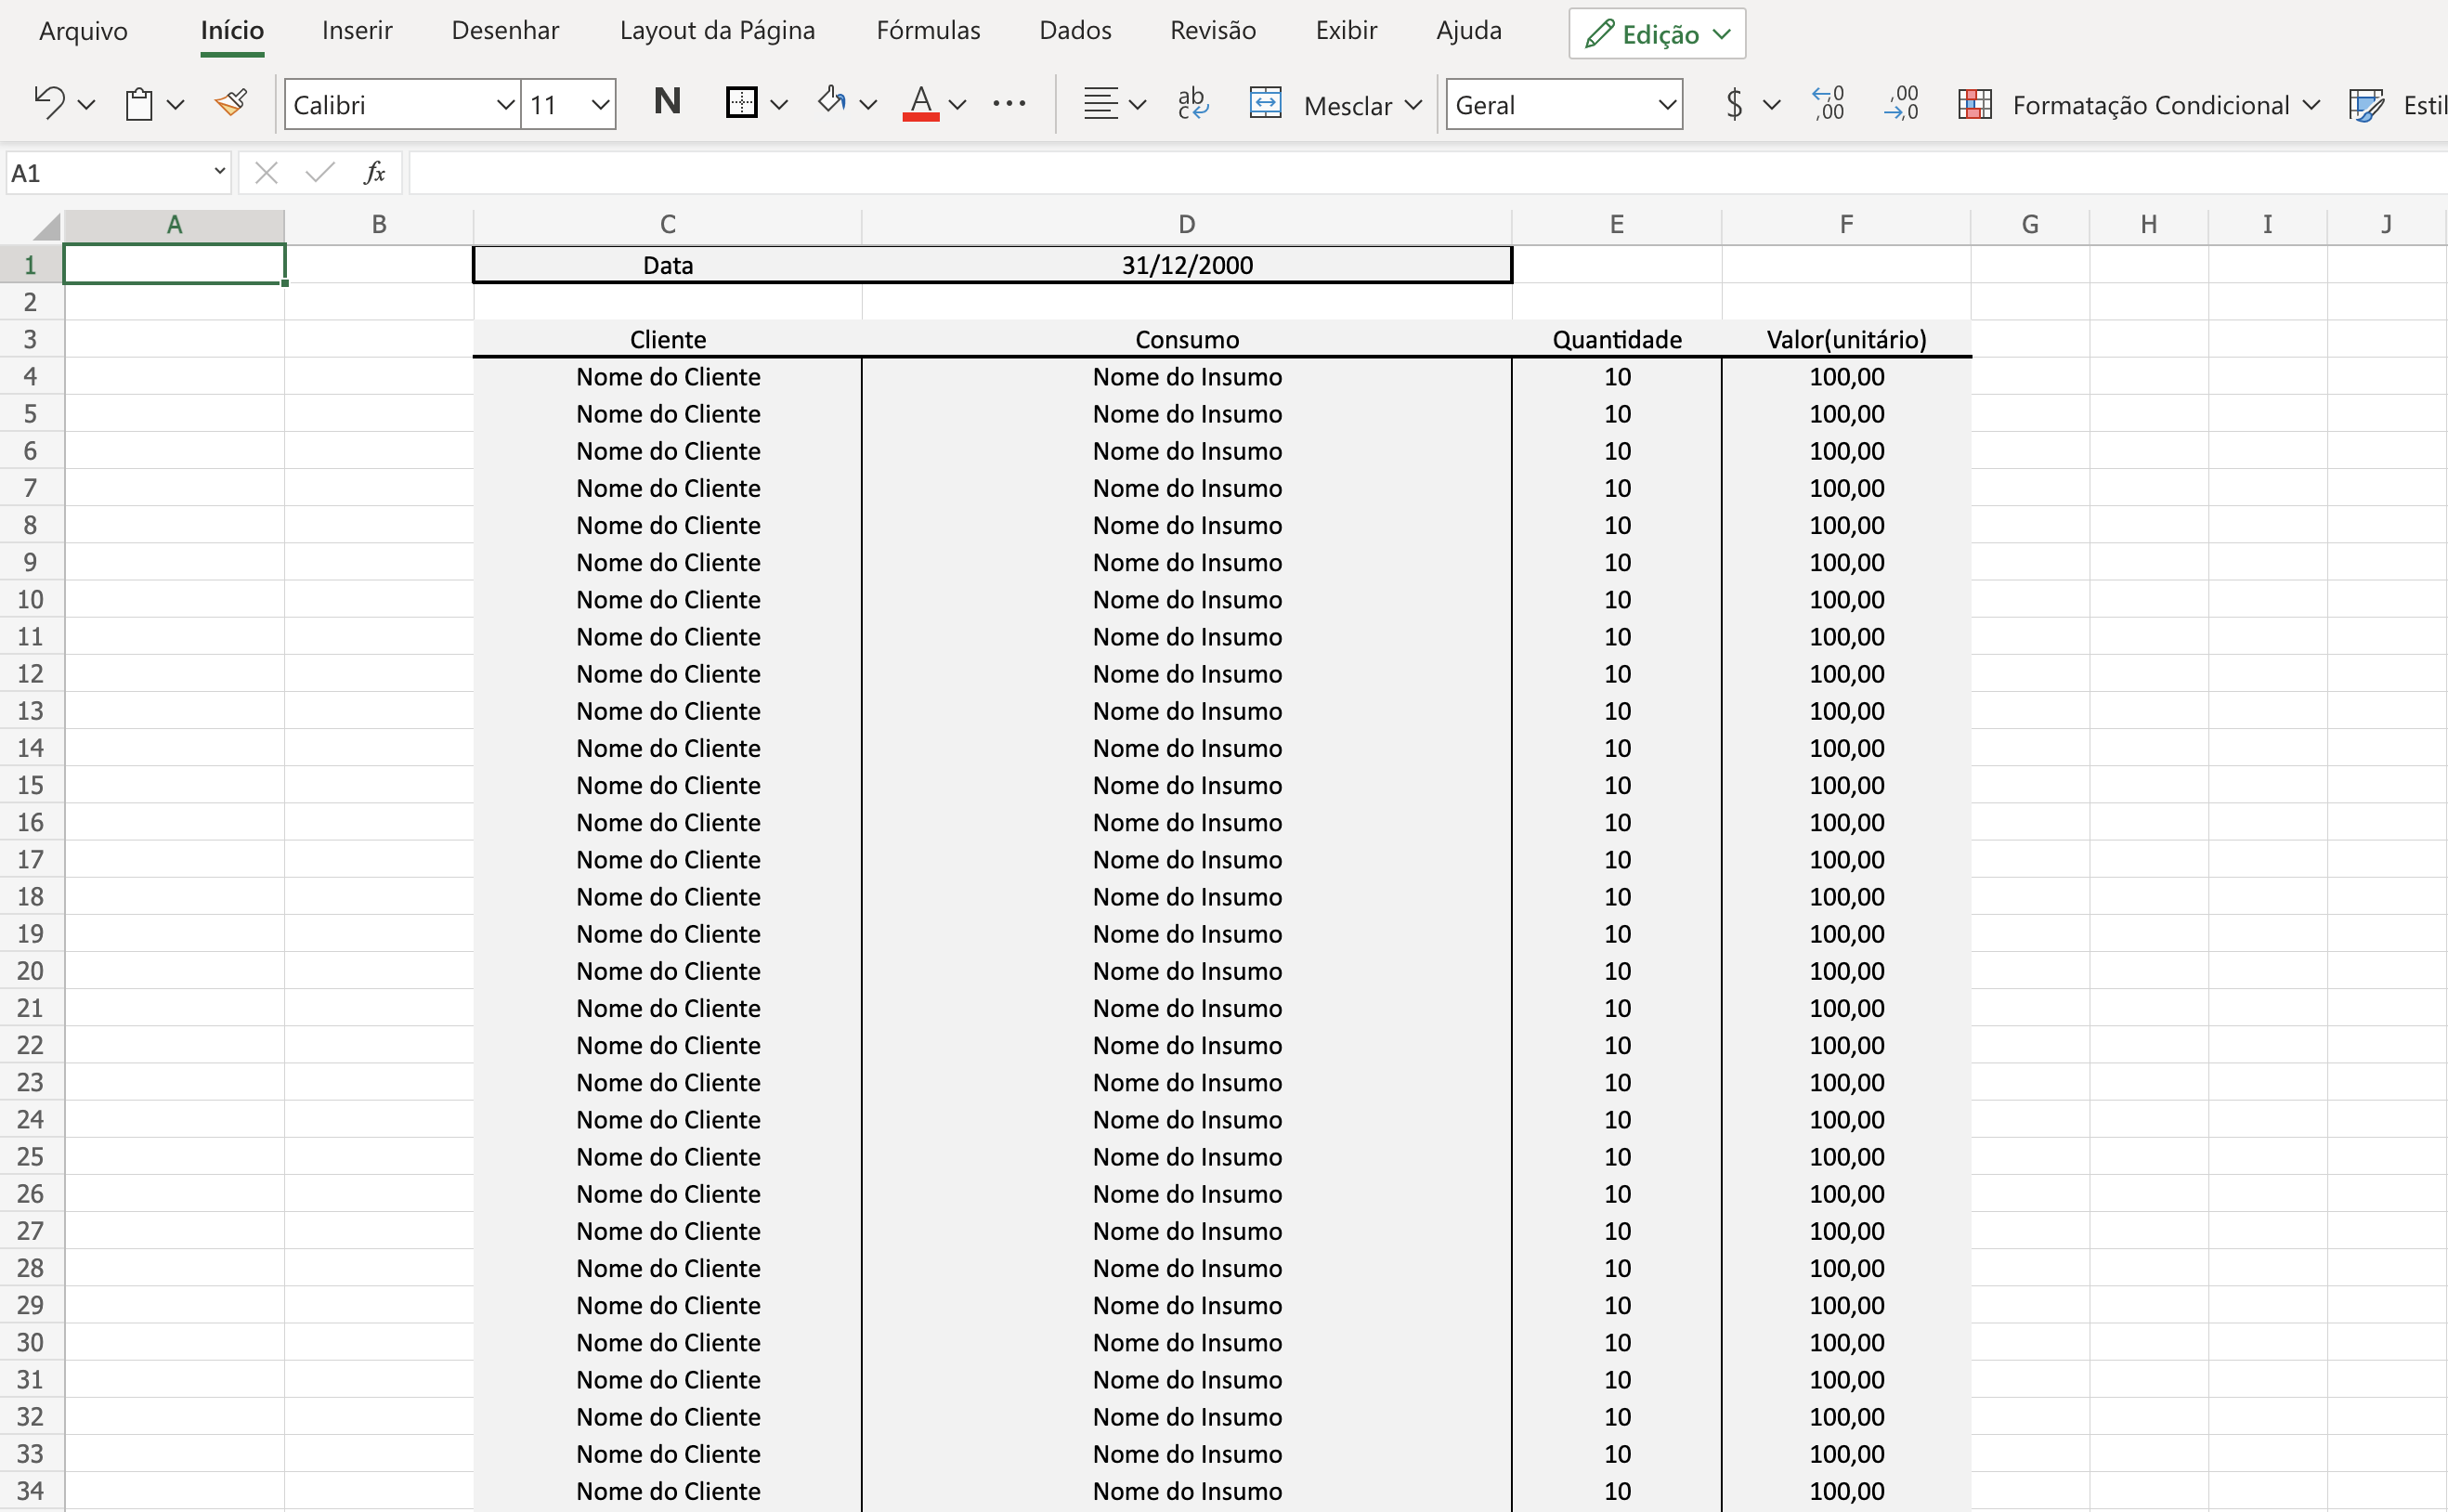 Arquivo Início Inserir Desenhar Layout da Página Fórmulas Dados Revisão Exibir Ajuda Edição
Calibri 11 N A ab c Mesclar Geral $ ,0 ,00 ,00 ,0 Formatação Condicional Estil
A1 fx
A B C D E F G H I J
1 Data 31/12/2000
2
3 Cliente Consumo Quantidade Valor(unitário)
4 Nome do Cliente Nome do Insumo 10 100,00
5 Nome do Cliente Nome do Insumo 10 100,00
6 Nome do Cliente Nome do Insumo 10 100,00
7 Nome do Cliente Nome do Insumo 10 100,00
8 Nome do Cliente Nome do Insumo 10 100,00
9 Nome do Cliente Nome do Insumo 10 100,00
10 Nome do Cliente Nome do Insumo 10 100,00
11 Nome do Cliente Nome do Insumo 10 100,00
12 Nome do Cliente Nome do Insumo 10 100,00
13 Nome do Cliente Nome do Insumo 10 100,00
14 Nome do Cliente Nome do Insumo 10 100,00
15 Nome do Cliente Nome do Insumo 10 100,00
16 Nome do Cliente Nome do Insumo 10 100,00
17 Nome do Cliente Nome do Insumo 10 100,00
18 Nome do Cliente Nome do Insumo 10 100,00
19 Nome do Cliente Nome do Insumo 10 100,00
20 Nome do Cliente Nome do Insumo 10 100,00
21 Nome do Cliente Nome do Insumo 10 100,00
22 Nome do Cliente Nome do Insumo 10 100,00
23 Nome do Cliente Nome do Insumo 10 100,00
24 Nome do Cliente Nome do Insumo 10 100,00
25 Nome do Cliente Nome do Insumo 10 100,00
26 Nome do Cliente Nome do Insumo 10 100,00
27 Nome do Cliente Nome do Insumo 10 100,00
28 Nome do Cliente Nome do Insumo 10 100,00
29 Nome do Cliente Nome do Insumo 10 100,00
30 Nome do Cliente Nome do Insumo 10 100,00
31 Nome do Cliente Nome do Insumo 10 100,00
32 Nome do Cliente Nome do Insumo 10 100,00
33 Nome do Cliente Nome do Insumo 10 100,00
34 Nome do Cliente Nome do Insumo 10 100,00